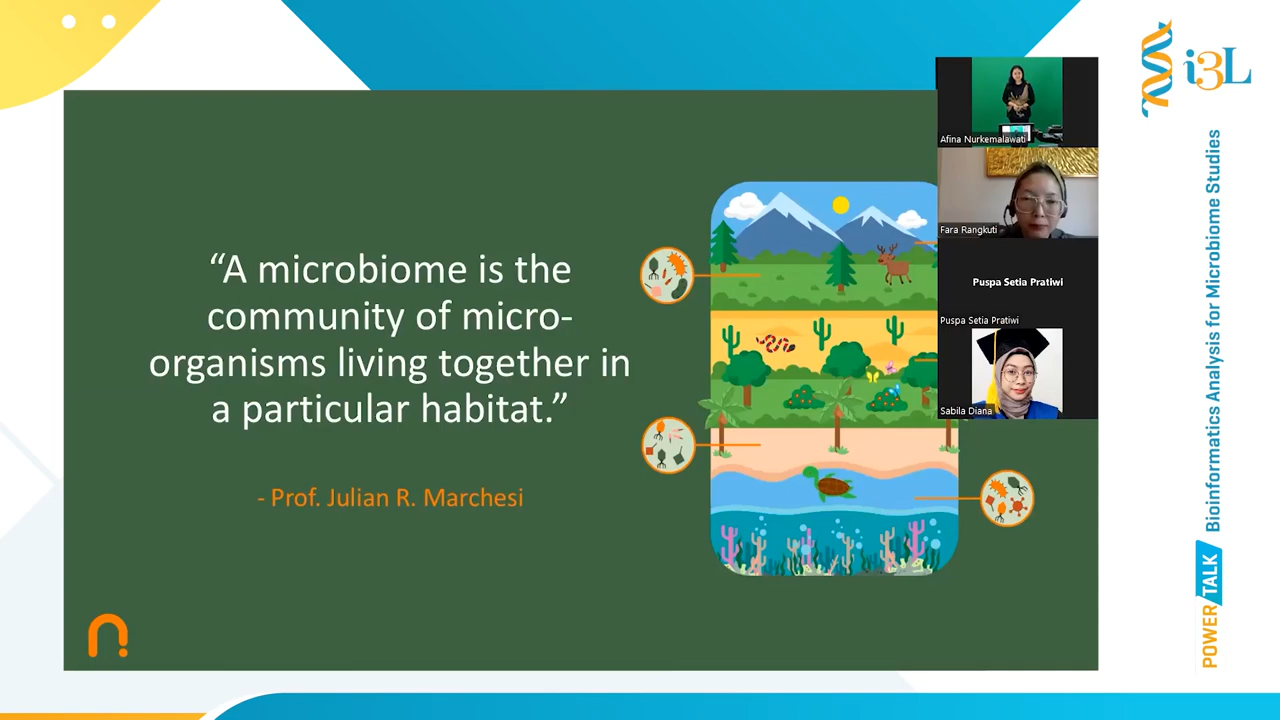 “A microbiome is the
community of micro-
organisms living together in
a particular habitat.”
- Prof. Julian R. Marchesi
Afina Nurkemalawati
Fara Rangkuti
Puspa Setia Pratiwi
Puspa Setia Pratiwi
Sabila Diana
i3L
POWER TALK Bioinformatics Analysis for Microbiome Studies